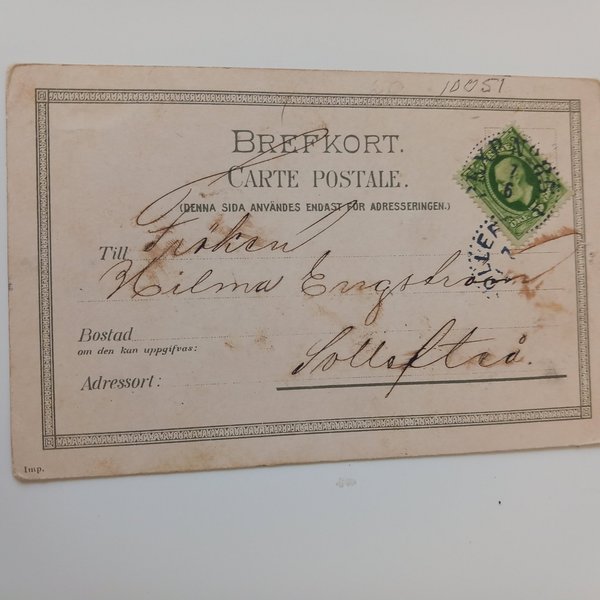 10051
BREFKORT.
CARTE POSTALE.
(DENNA SIDA ANVÄNDES ENDAST FÖR ADRESSERINGEN.)
Till Fröken
Hilma Engström
Bostad
om den kan uppgifvas:
Sollefteå.
Adressort:
Imp.